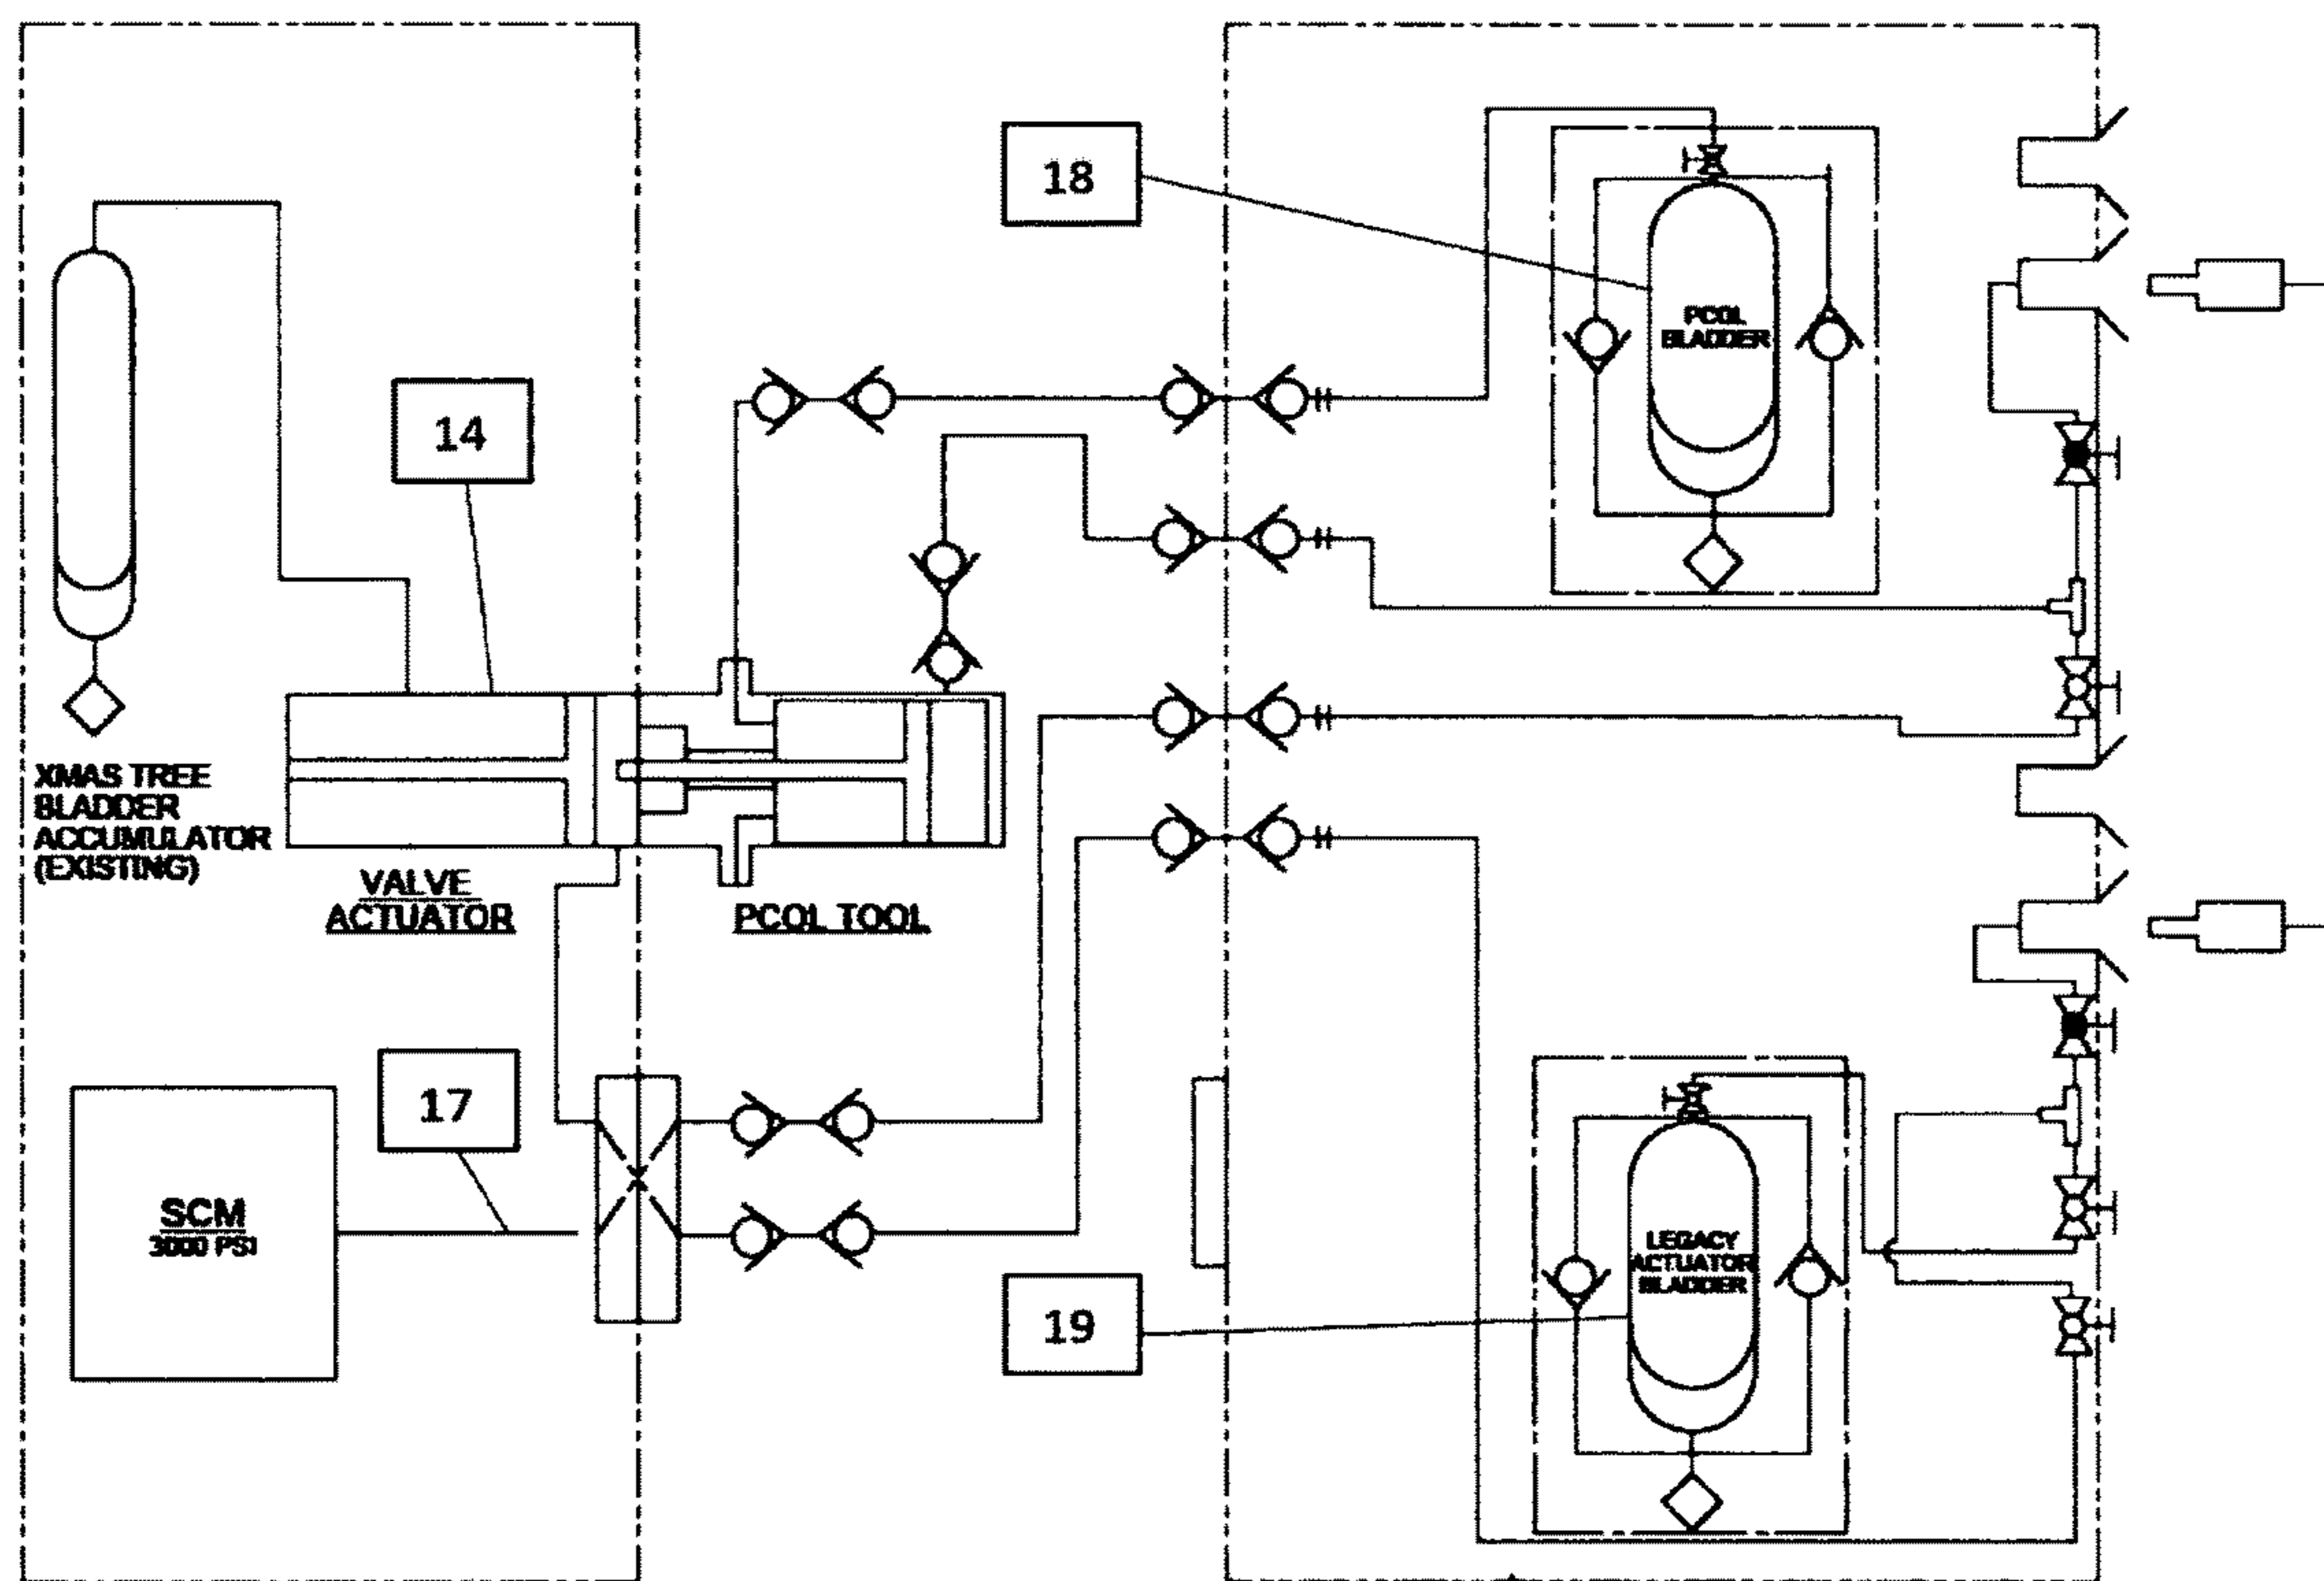 18
PCOL
BLADDER
14
XMAS TREE
BLADDER
ACCUMULATOR
(EXISTING)
VALVE
ACTUATOR
PCOL TOOL
17
SCM
3000 PSI
LEGACY
ACTUATOR
BLADDER
19